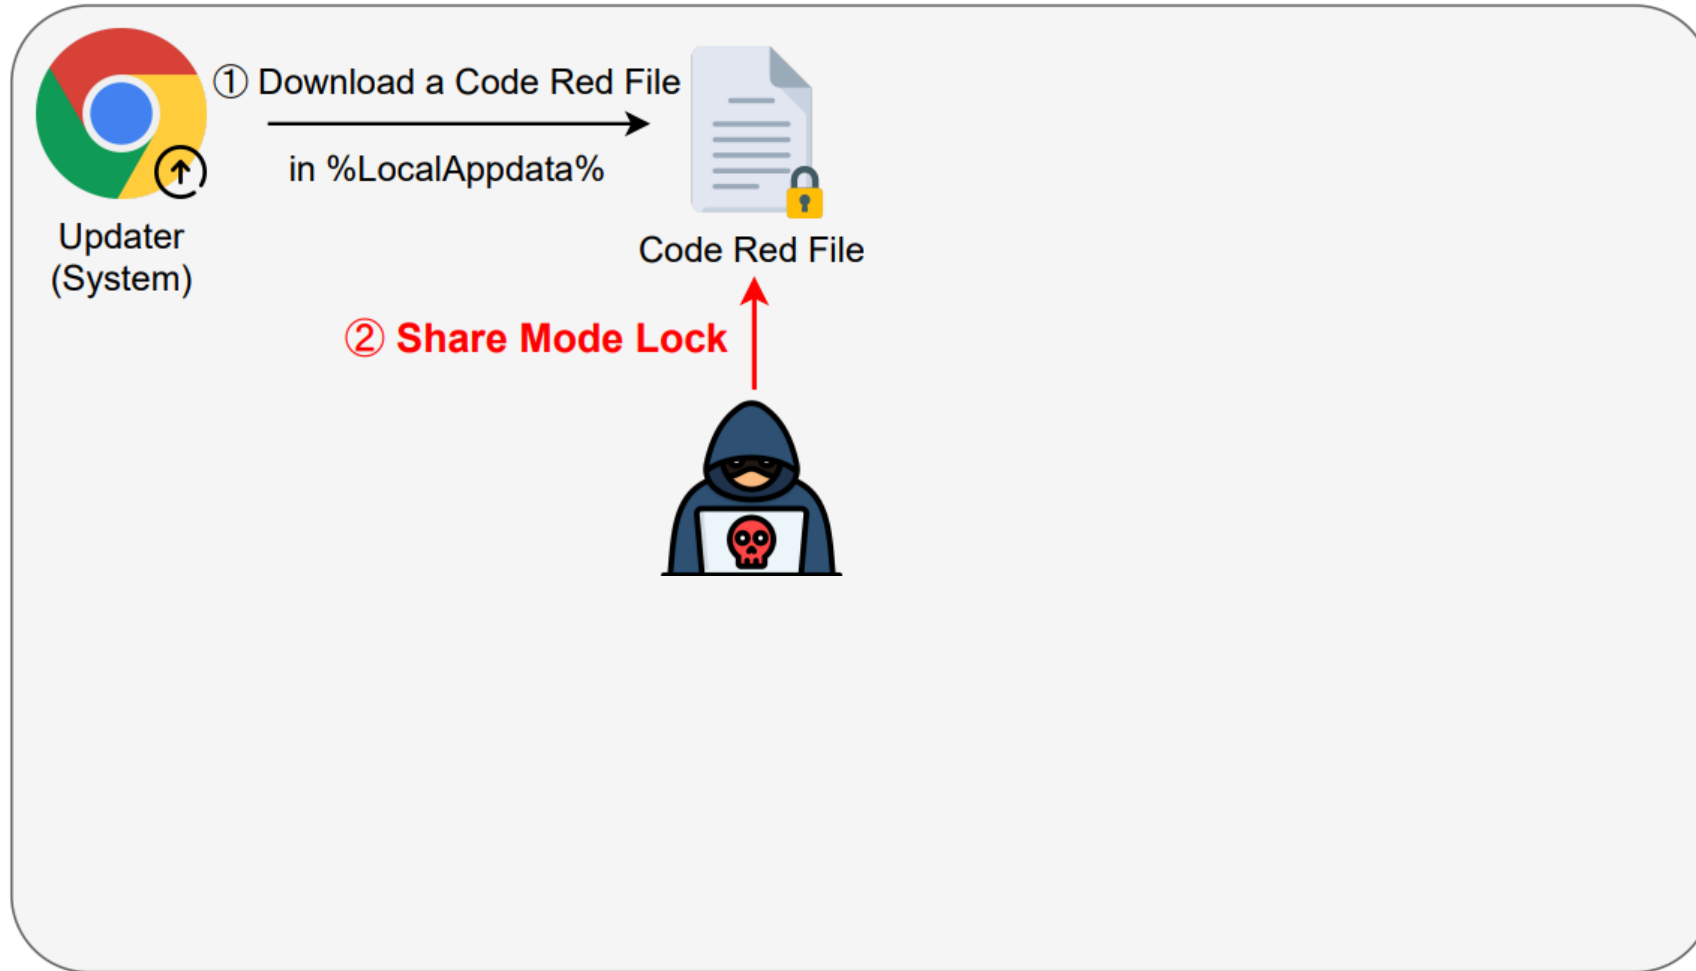 ① Download a Code Red File
in %LocalAppdata%
Updater
(System)
Code Red File
② Share Mode Lock